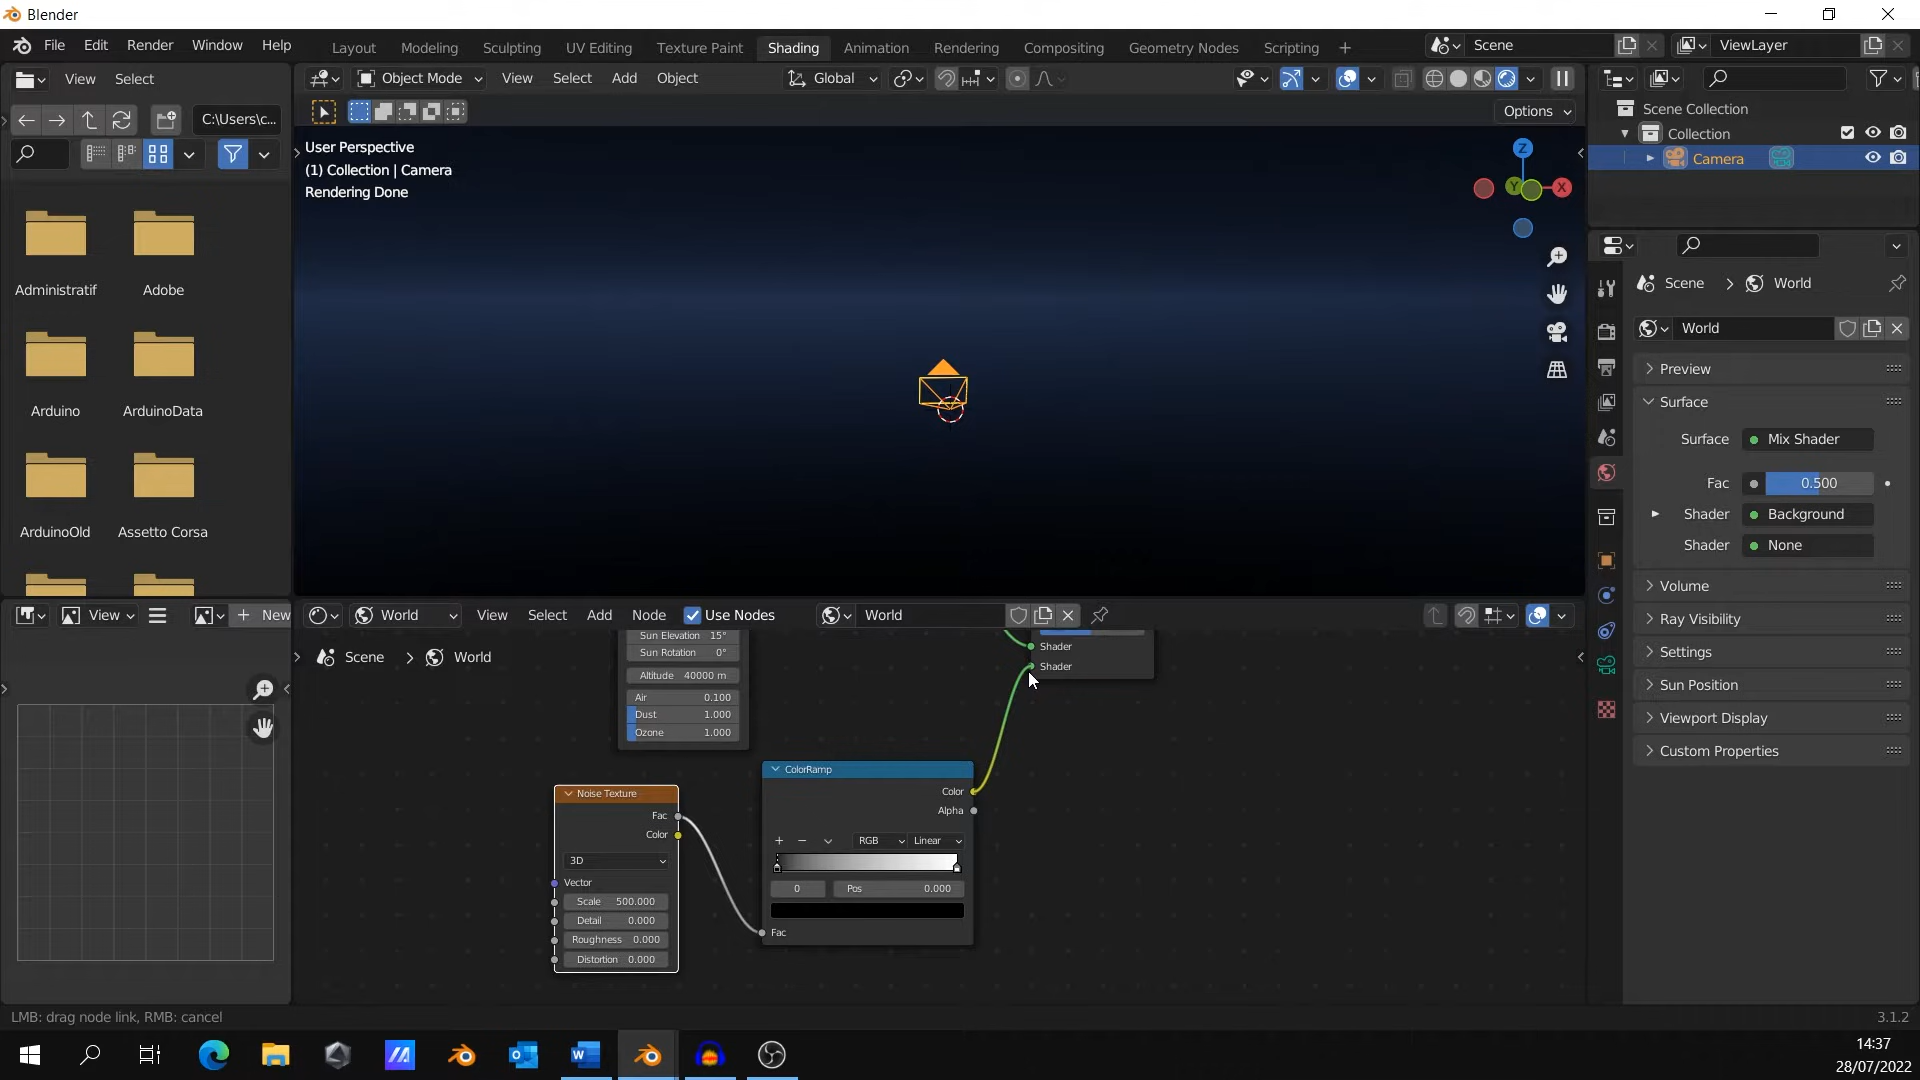 Blender
File Edit Render Window Help
Layout Modeling Sculpting UV Editing Texture Paint Shading Animation Rendering Compositing Geometry Nodes Scripting
Scene
ViewLayer
View Select
Object Mode View Select Add Object
Global
C:\Users\c...
Options
User Perspective
(1) Collection | Camera
Rendering Done
Z
Y
X
Administratif
Adobe
Arduino
ArduinoData
ArduinoOld
Assetto Corsa
Scene Collection
Collection
Camera
Scene > World
World
Preview
Surface
Surface Mix Shader
Fac 0.500
Shader Background
Shader None
Volume
Ray Visibility
Settings
Sun Position
Viewport Display
Custom Properties
View
New
World View Select Add Node Use Nodes
World
Scene > World
Sun Elevation 15°
Sun Rotation 0°
Altitude 40000 m
Air 0.100
Dust 1.000
Ozone 1.000
Shader
Shader
Noise Texture
Fac
Color
3D
Vector
Scale 500.000
Detail 0.000
Roughness 0.000
Distortion 0.000
ColorRamp
Color
Alpha
RGB Linear
0 Pos 0.000
Fac
LMB: drag node link, RMB: cancel
3.1.2
14:37
28/07/2022